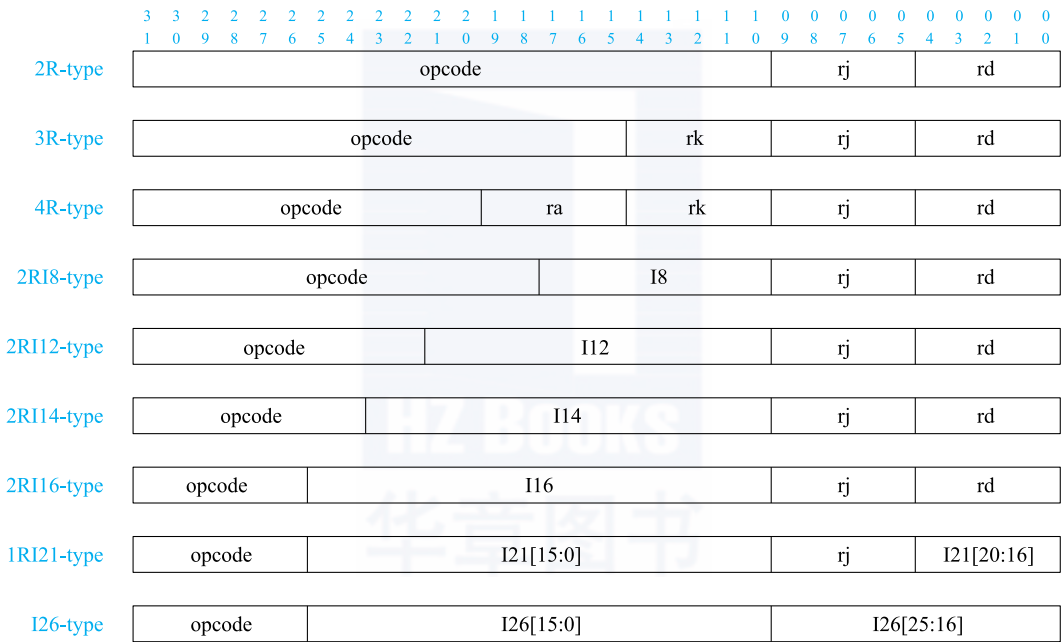 3 3 2 2 2 2 2 2 2 2 2 2 1 1 1 1 1 1 1 1 1 1 0 0 0 0 0 0 0 0 0 0
1 0 9 8 7 6 5 4 3 2 1 0 9 8 7 6 5 4 3 2 1 0 9 8 7 6 5 4 3 2 1 0
2R-type opcode rj rd
3R-type opcode rk rj rd
4R-type opcode ra rk rj rd
2RI8-type opcode I8 rj rd
2RI12-type opcode I12 rj rd
2RI14-type opcode I14 rj rd
HZ BOOKS
2RI16-type opcode I16 rj rd
华章图书
1RI21-type opcode I21[15:0] rj I21[20:16]
I26-type opcode I26[15:0] I26[25:16]